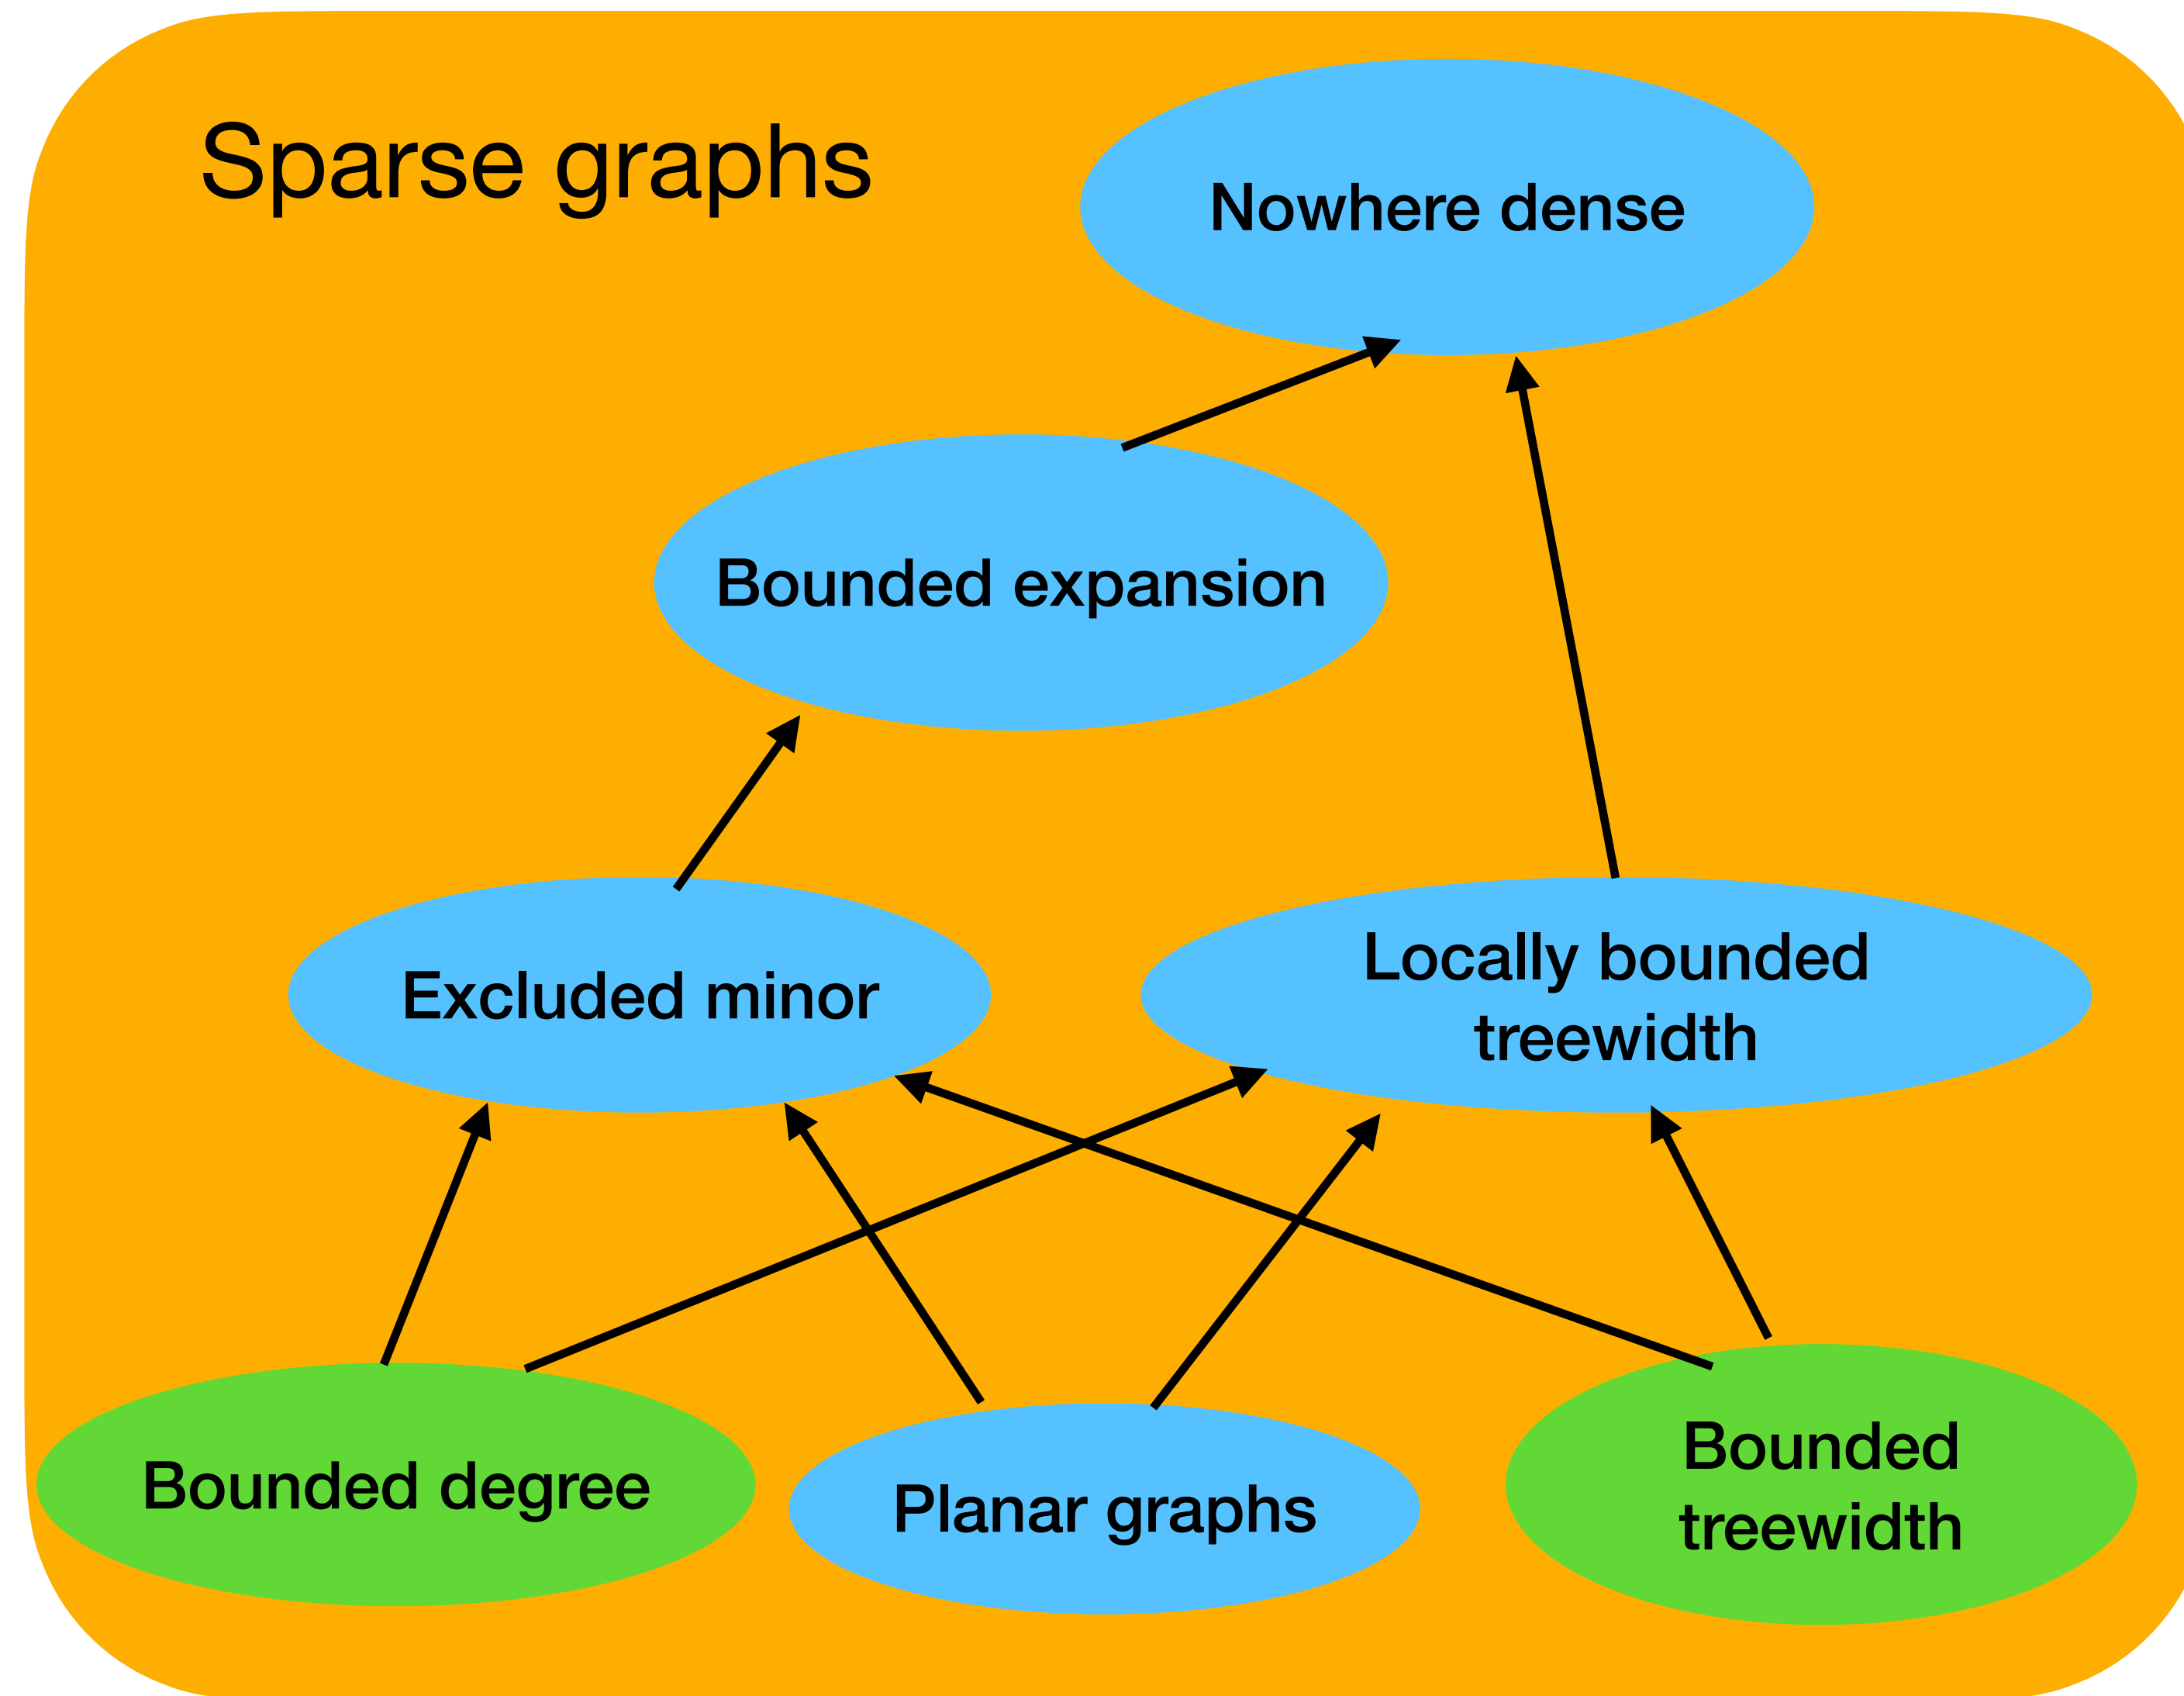 Sparse graphs
Nowhere dense
Bounded expansion
Excluded minor
Locally bounded
treewidth
Bounded degree
Planar graphs
Bounded
treewidth